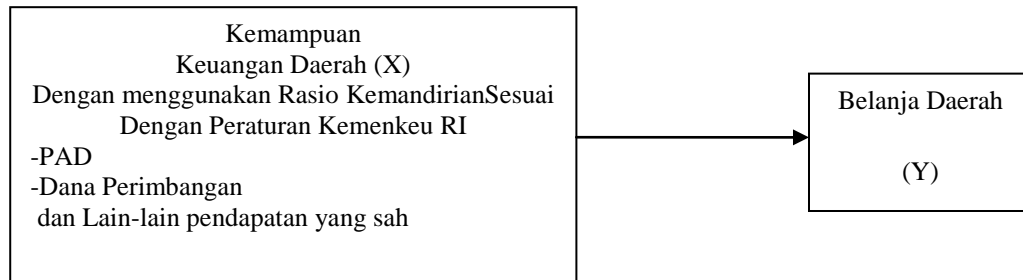 Kemampuan
Keuangan Daerah (X)
Dengan menggunakan Rasio KemandirianSesuai
Dengan Peraturan Kemenkeu RI
-PAD
-Dana Perimbangan
dan Lain-lain pendapatan yang sah
Belanja Daerah
(Y)